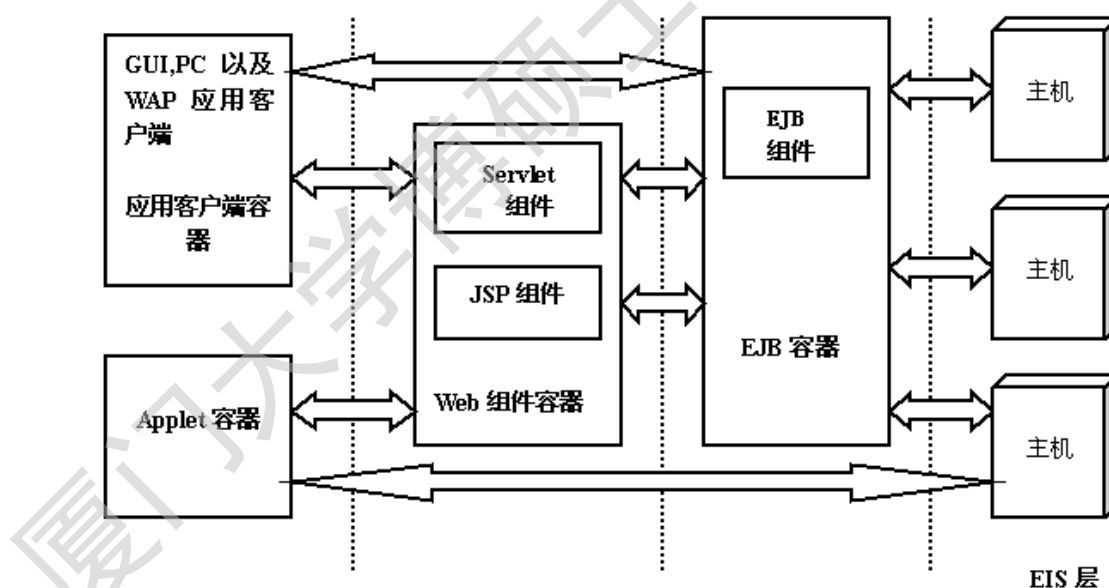 GUI,PC 以及
WAP 应用客
户端
应用客户端容
器
Applet 容器
Servlet
组件
JSP 组件
Web 组件容器
EJB
组件
EJB 容器
主机
主机
主机
EIS 层
厦门大学博硕士